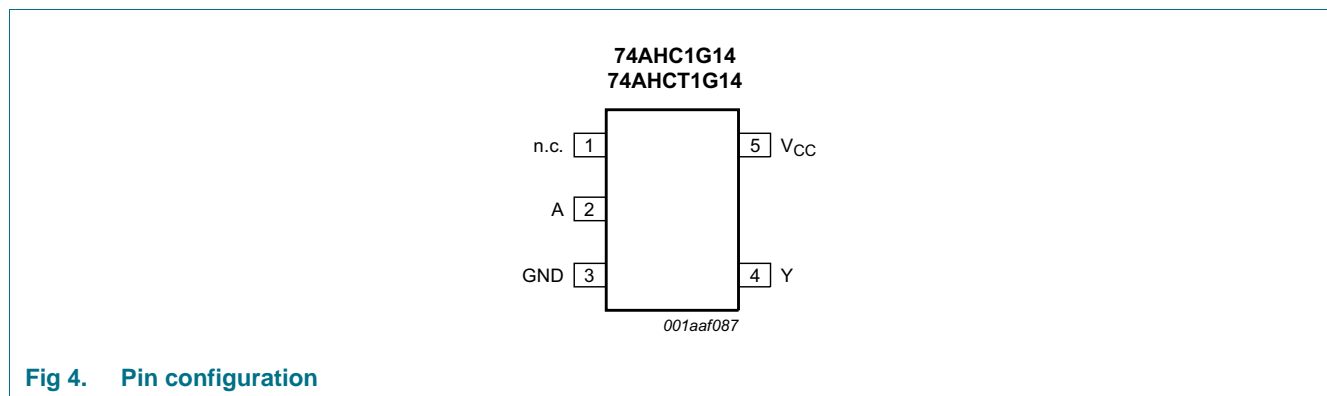 74AHC1G14
74AHCT1G14
n.c. 1 5 VCC
A 2
GND 3 4 Y
001aaf087
Fig 4. Pin configuration